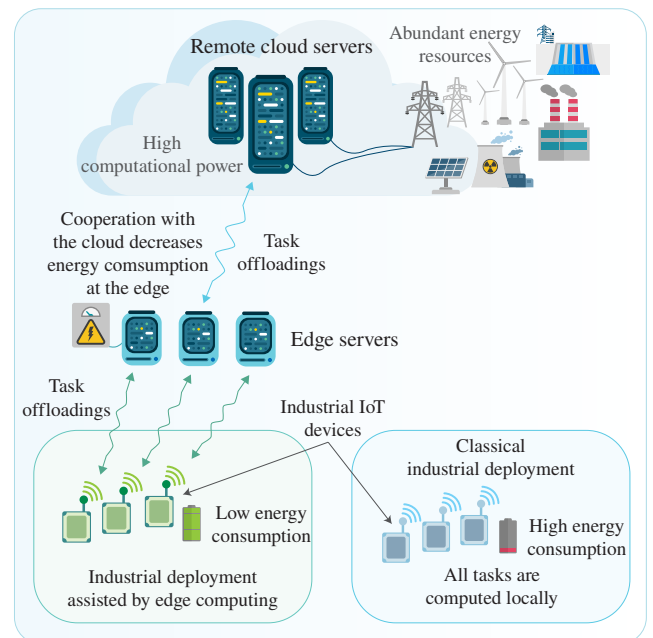 Remote cloud servers
Abundant energy
resources
High
computational power
Cooperation with
the cloud decreases
energy comsumption
at the edge
Task
offloadings
Edge servers
Task
offloadings
Industrial IoT
devices
Classical
industrial deployment
Low energy
consumption
High energy
consumption
Industrial deployment
assisted by edge computing
All tasks are
computed locally